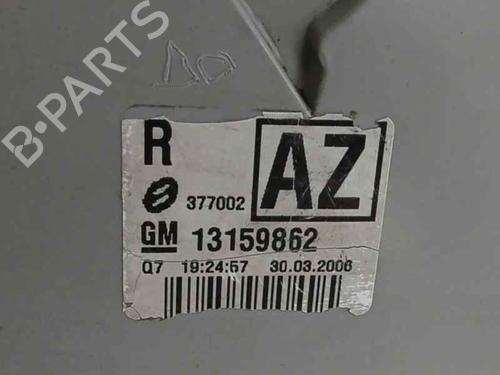 B-PARTS
R
AZ
377002
GM 13159862
Q7 19:24:57 30.03.2006